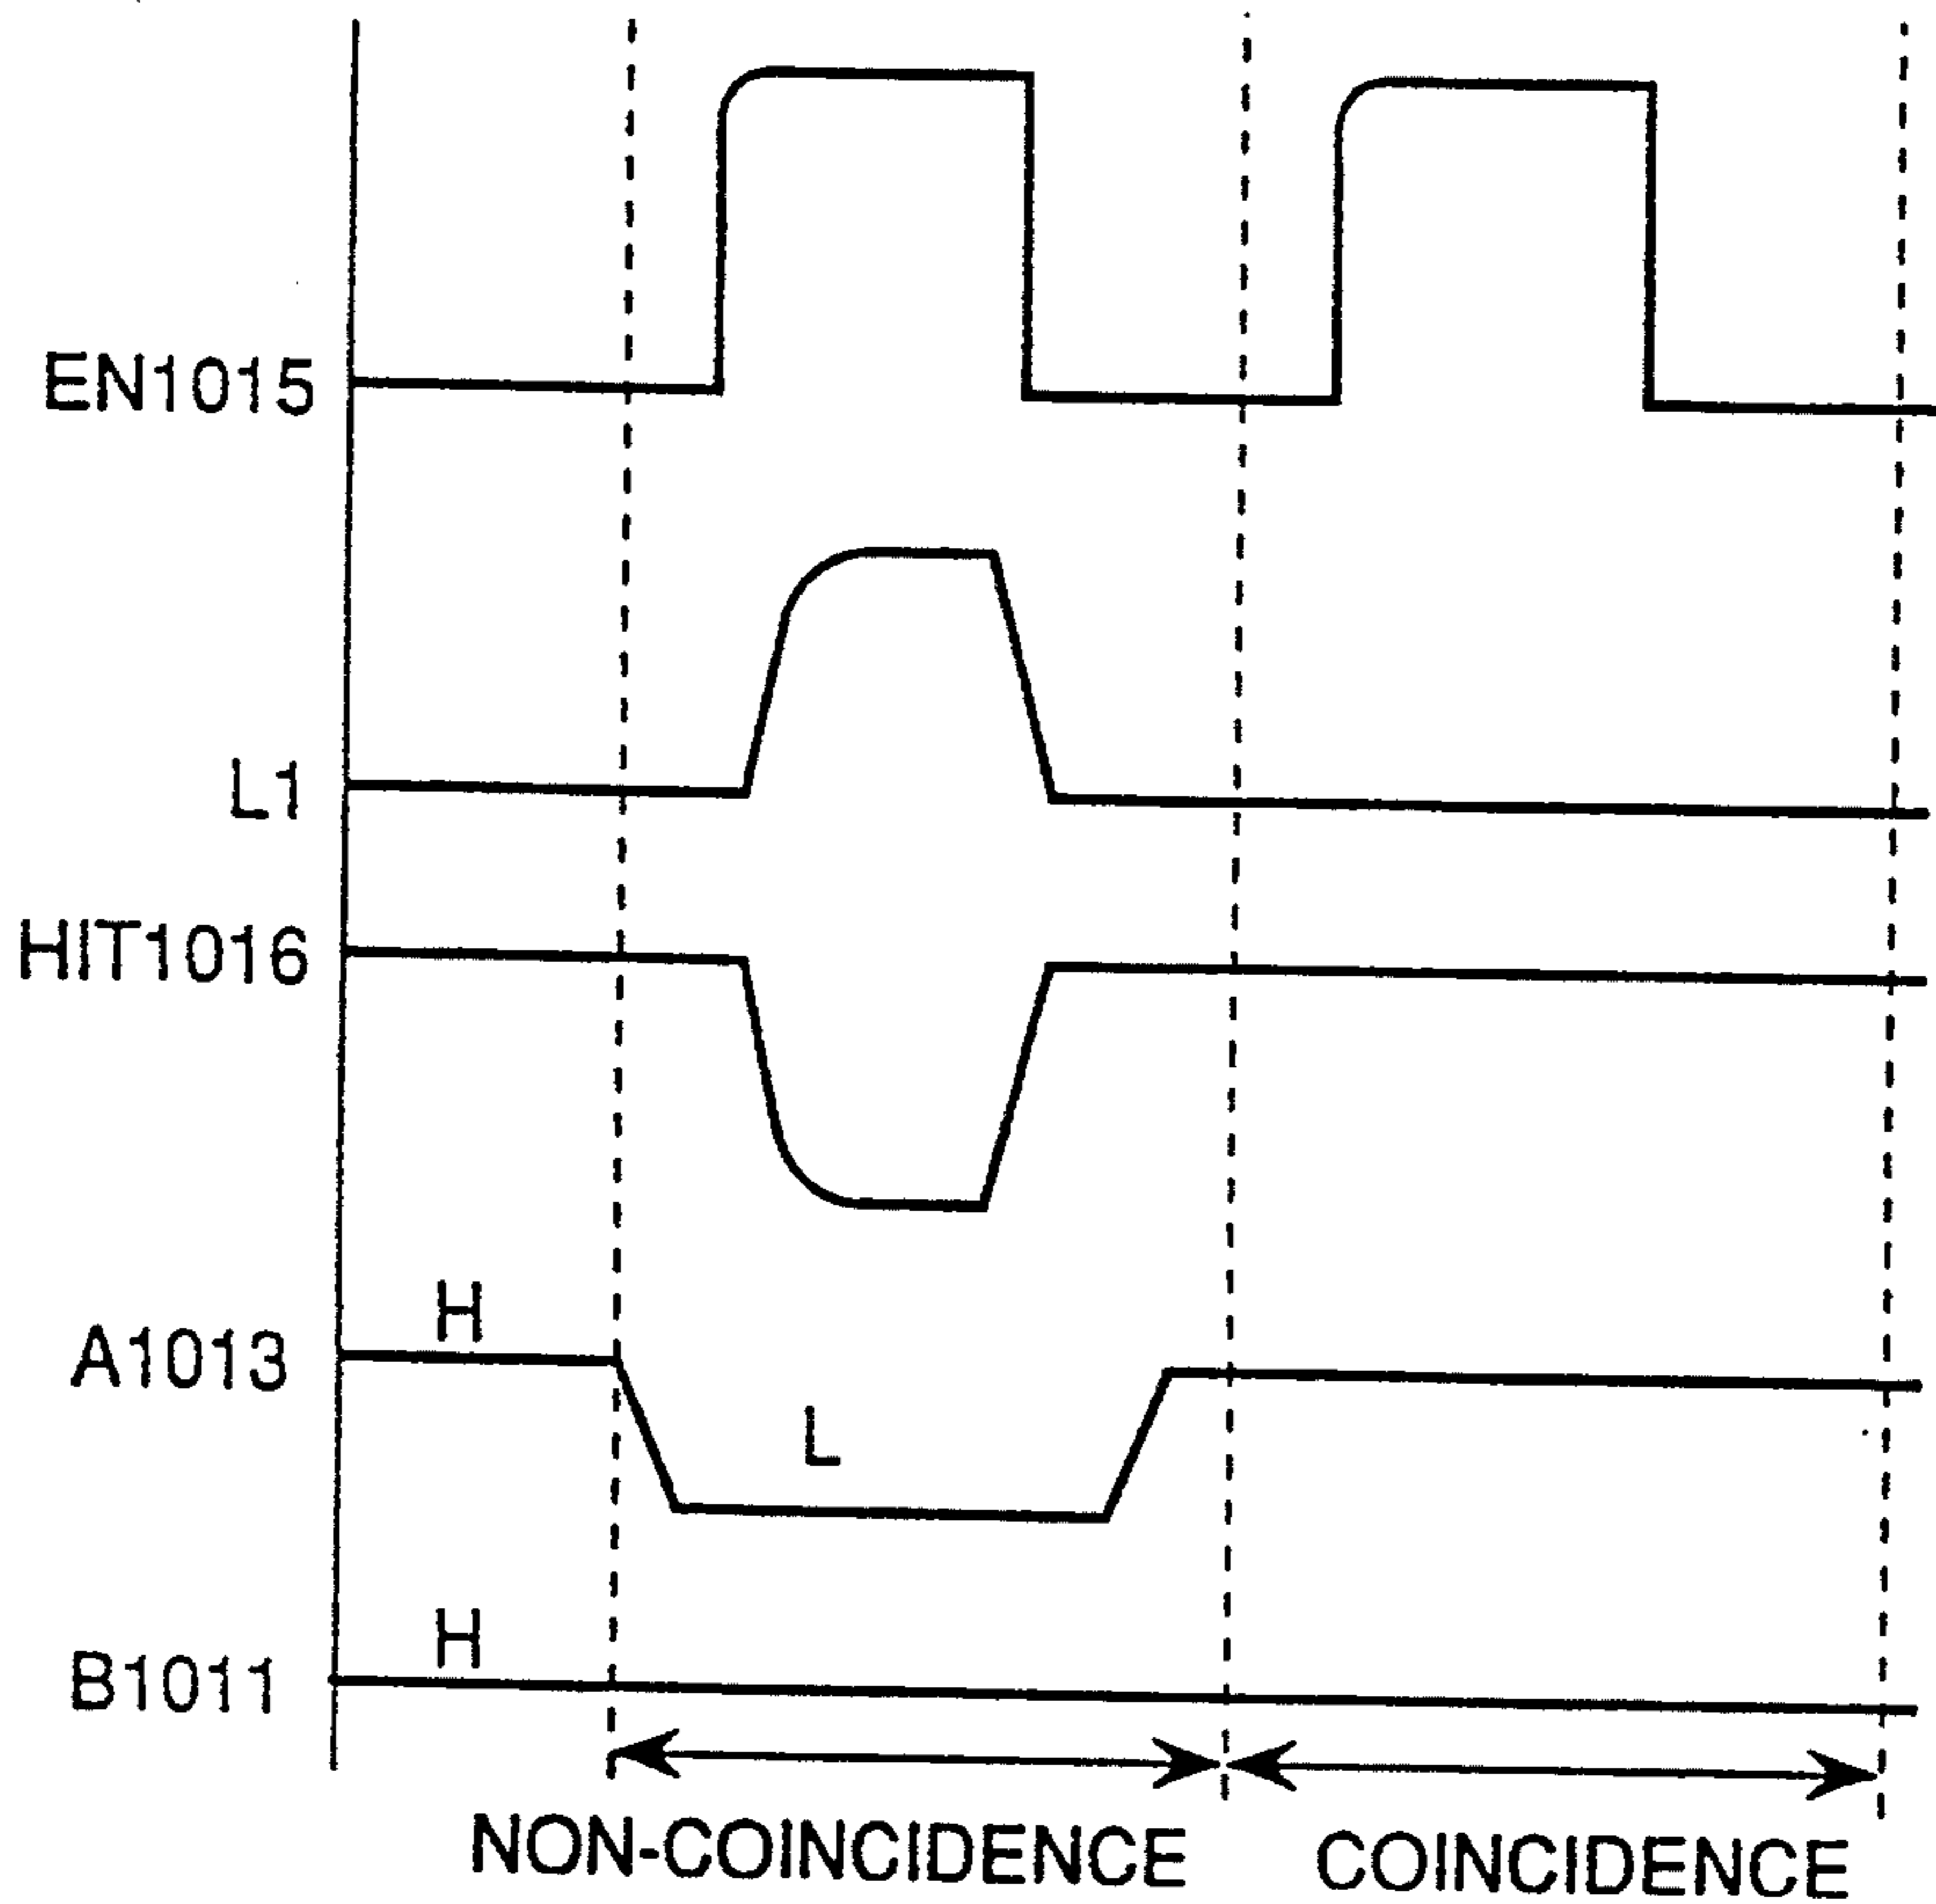 EN1015
L1
HIT1016
H
A1013
L
H
B1011
NON-COINCIDENCE
COINCIDENCE